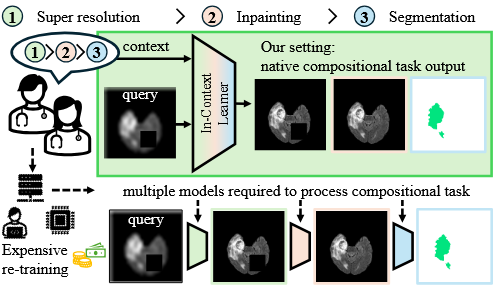 1 Super resolution > 2 Inpainting > 3 Segmentation
1 > 2 > 3
context
Our setting:
native compositional task output
query
In-Context
Learner
multiple models required to process compositional task
query
Expensive
re-training